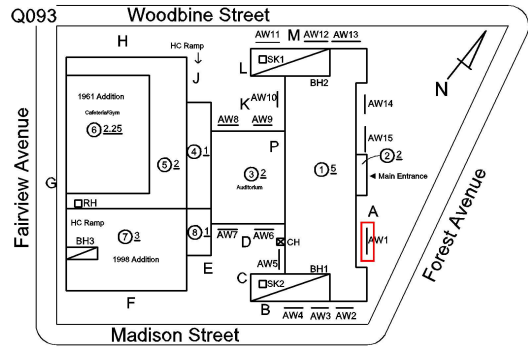 Q093
Woodbine Street
H
HC Ramp
J
AW11
M
AW12
AW13
L
SK1
BH2
1961 Addition
Cafeteria/Gym
6 2.25
K
AW10
AW14
N
AW8
AW9
4 1
5 2
P
AW15
3 2
Auditorium
1 5
2 2
Main Entrance
G
RH
HC Ramp
A
7 3
8 1
AW7
D
AW6
CH
AW1
BH3
1998 Addition
E
AW5
C
SK2
BH1
F
B
AW4
AW3
AW2
Madison Street
Fairview Avenue
Forest Avenue